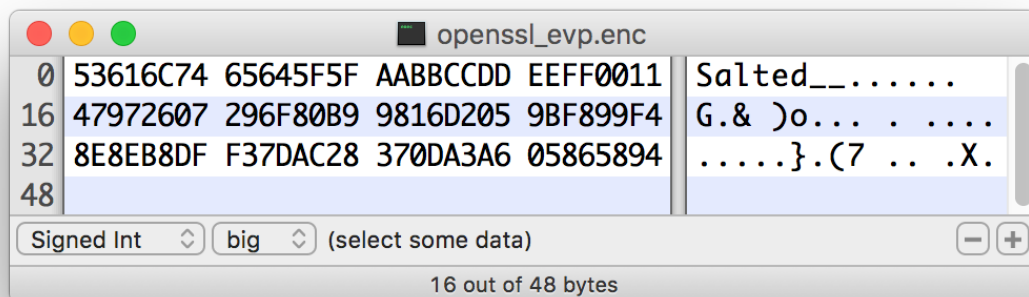 openssl_evp.enc
0 53616C74 65645F5F AABBCCDD EEFF0011 Salted__......
16 47972607 296F80B9 9816D205 9BF899F4 G.& )o... . ....
32 8E8EB8DF F37DAC28 370DA3A6 05865894 .....}.(7 .. .X.
48
Signed Int big (select some data)
16 out of 48 bytes